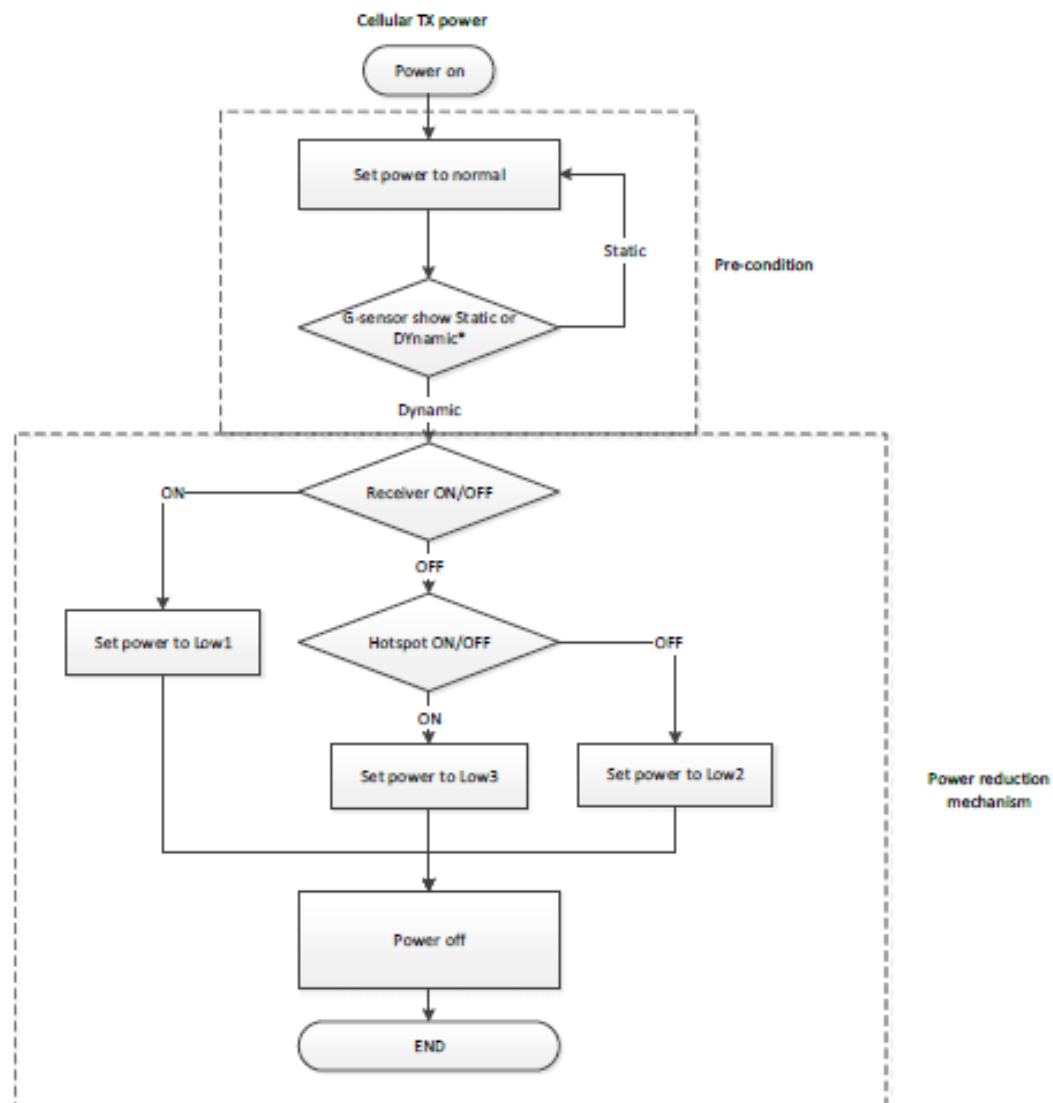 Cellular TX power
Power on
Set power to normal
Static
Pre-condition
G-sensor show Static or
DYnamic*
Dynamic
Receiver ON/OFF
ON
OFF
Set power to Low1
Hotspot ON/OFF
OFF
ON
Set power to Low3
Set power to Low2
Power reduction
mechanism
Power off
END